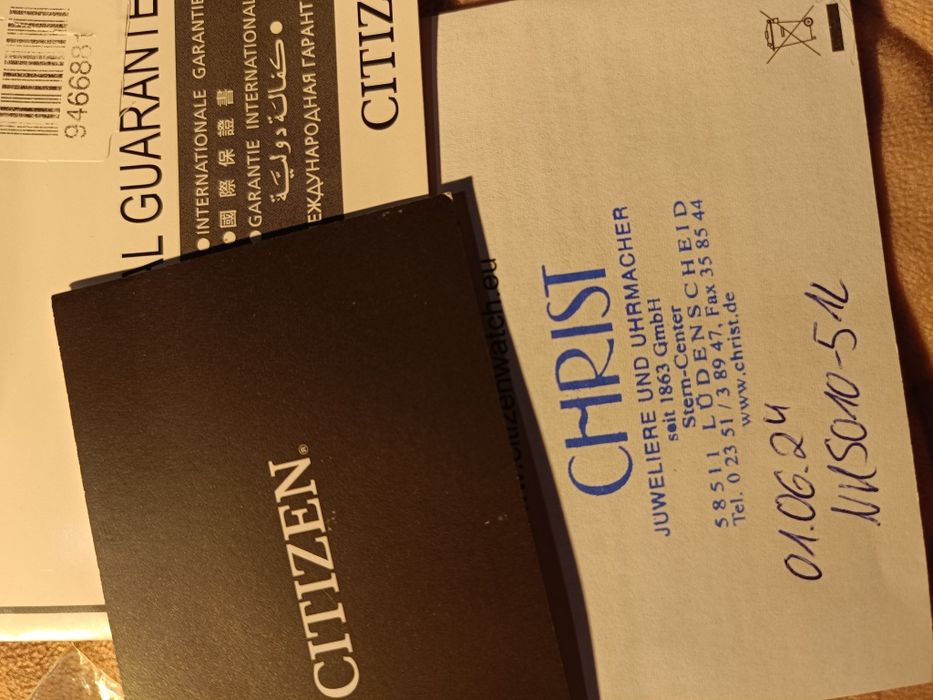 9466881
AL GUARANTE
● INTERNATIONALE GARANTIE
● 國際保證書
● GARANTIE INTERNATIONAL
كفالة دولية ●
ЕЖДУНАРОДНАЯ ГАРАНТ
CITIZ
CITIZEN®
www.citizenwatch.eu
CHRIST
JUWELIERE UND UHRMACHER
seit 1863 GmbH
Stern-Center
58511 LÜDENSCHEID
Tel. 0 23 51 / 3 89 47, Fax 35 85 44
www.christ.de
01.06.24
NK5010-51L